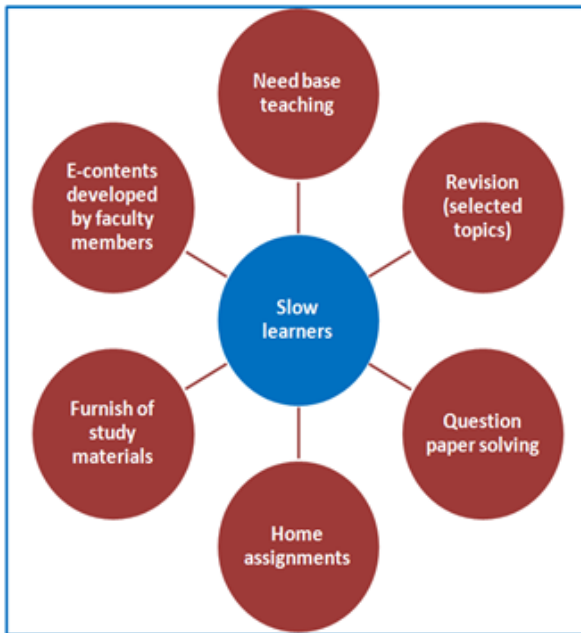 Need base
teaching
Revision
(selected
topics)
Question
paper solving
Home
assignments
Furnish of
study
materials
E-contents
developed
by faculty
members
Slow
learners